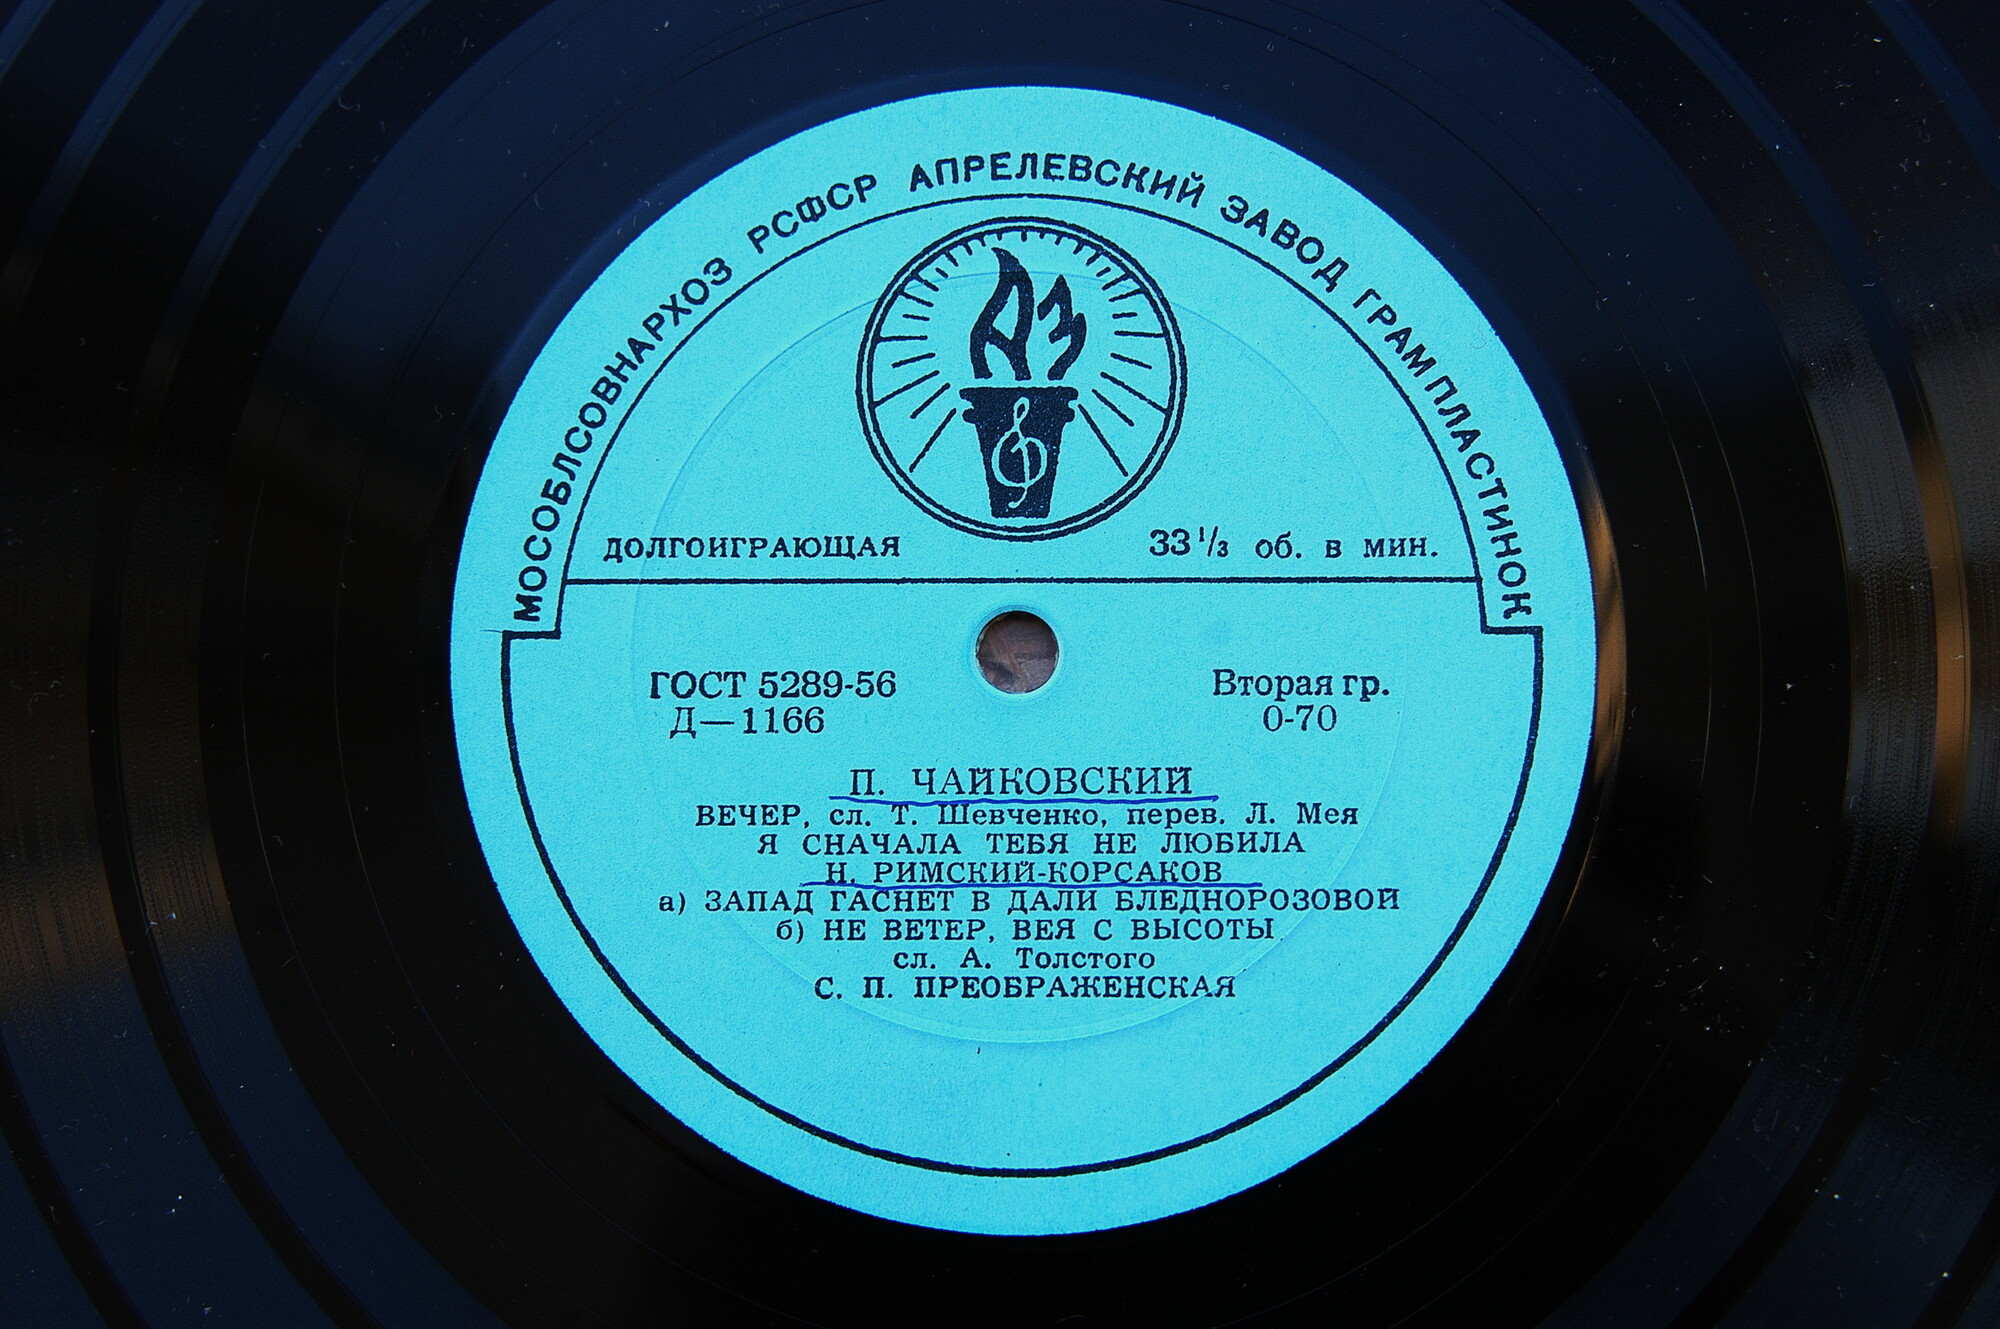 МОСОБЛСОВНАРХОЗ РСФСР АПРЕЛЕВСКИЙ ЗАВОД ГРАМПЛАСТИНОК
АЗ
ДОЛГОИГРАЮЩАЯ 33 1/3 об. в мин.
ГОСТ 5289-56 Вторая гр.
Д—1166 0-70
П. ЧАЙКОВСКИЙ
ВЕЧЕР, сл. Т. Шевченко, перев. Л. Мея
Я СНАЧАЛА ТЕБЯ НЕ ЛЮБИЛА
Н. РИМСКИЙ-КОРСАКОВ
а) ЗАПАД ГАСНЕТ В ДАЛИ БЛЕДНОРОЗОВОЙ
б) НЕ ВЕТЕР, ВЕЯ С ВЫСОТЫ
сл. А. Толстого
С. П. ПРЕОБРАЖЕНСКАЯ